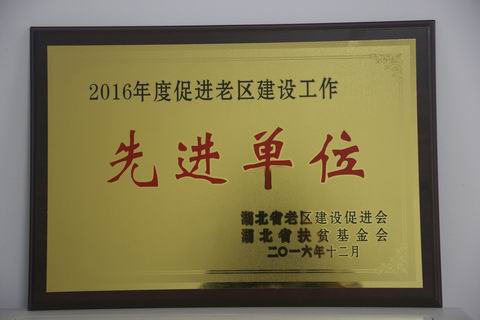 2016年度促进老区建设工作
先进单位
湖北省老区建设促进会
湖北省扶贫基金会
二〇一六年十二月